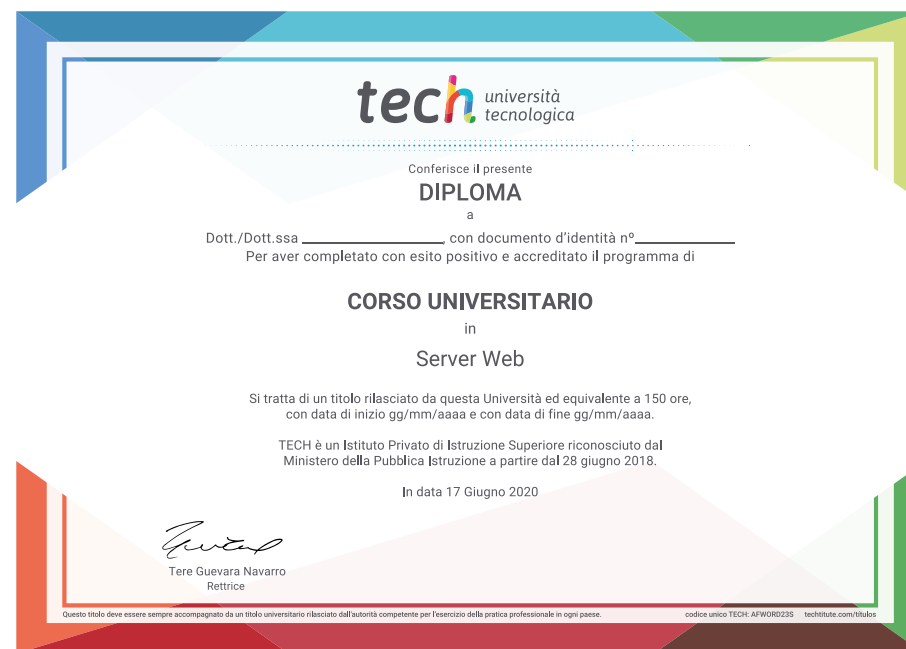 tech università
tecnologica
Conferisce il presente
DIPLOMA
a
Dott./Dott.ssa ____________________, con documento d'identità nº______________
Per aver completato con esito positivo e accreditato il programma di
CORSO UNIVERSITARIO
in
Server Web
Si tratta di un titolo rilasciato da questa Università ed equivalente a 150 ore,
con data di inizio gg/mm/aaaa e con data di fine gg/mm/aaaa.
TECH è un Istituto Privato di Istruzione Superiore riconosciuto dal
Ministero della Pubblica Istruzione a partire dal 28 giugno 2018.
In data 17 Giugno 2020
Tere Guevara Navarro
Rettrice
Questo titolo deve essere sempre accompagnato da un titolo universitario rilasciato dall'autorità competente per l'esercizio della pratica professionale in ogni paese. codice unico TECH: AFWORD23S techtitute.com/títulos